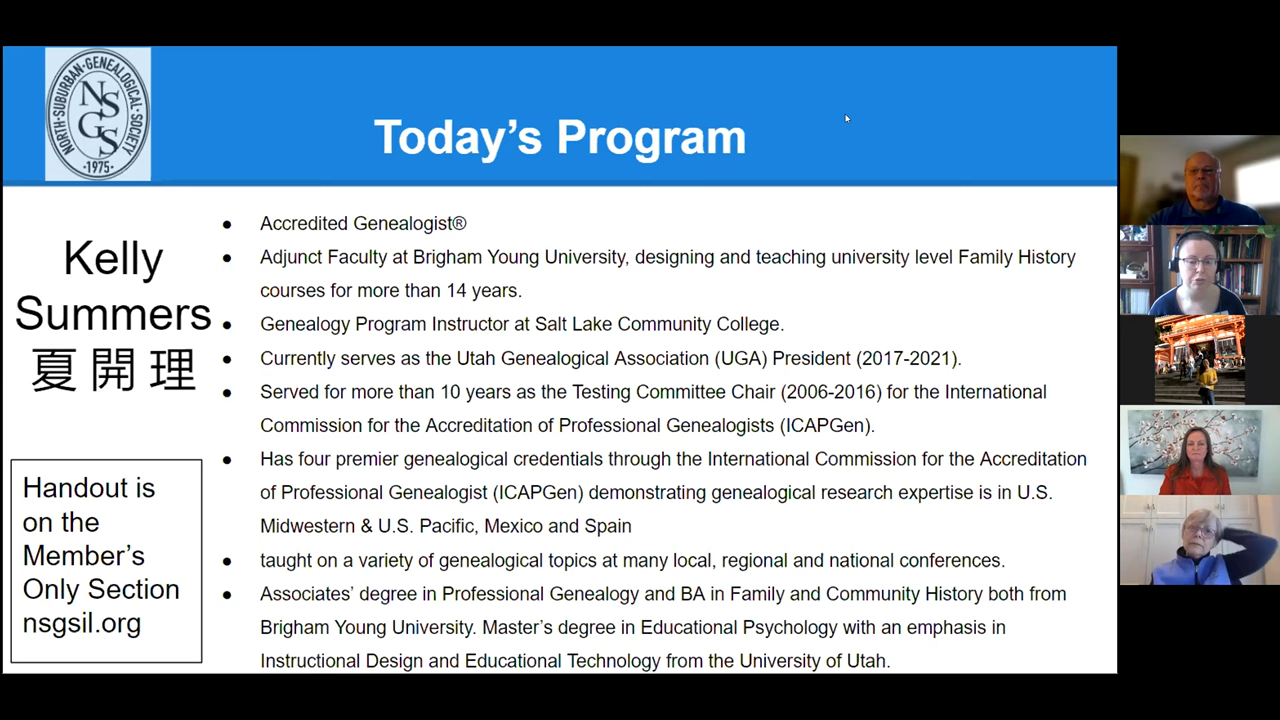 NORTH·SUBURBAN·GENEALOGICAL·SOCIETY
NSGS
·1975·
Today's Program
Kelly
Summers
夏 開 理
Handout is
on the
Member's
Only Section
nsgsil.org
● Accredited Genealogist®
● Adjunct Faculty at Brigham Young University, designing and teaching university level Family History
courses for more than 14 years.
● Genealogy Program Instructor at Salt Lake Community College.
● Currently serves as the Utah Genealogical Association (UGA) President (2017-2021).
● Served for more than 10 years as the Testing Committee Chair (2006-2016) for the International
Commission for the Accreditation of Professional Genealogists (ICAPGen).
● Has four premier genealogical credentials through the International Commission for the Accreditation
of Professional Genealogist (ICAPGen) demonstrating genealogical research expertise is in U.S.
Midwestern & U.S. Pacific, Mexico and Spain
● taught on a variety of genealogical topics at many local, regional and national conferences.
● Associates' degree in Professional Genealogy and BA in Family and Community History both from
Brigham Young University. Master's degree in Educational Psychology with an emphasis in
Instructional Design and Educational Technology from the University of Utah.